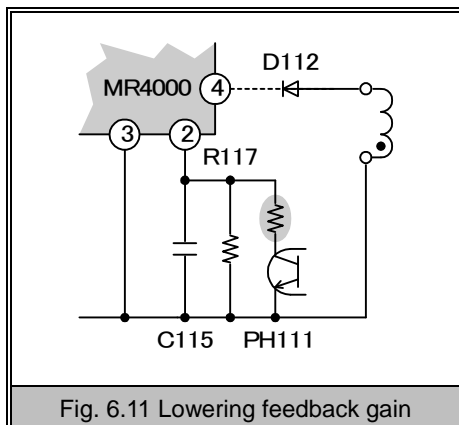 D112
MR4000 4
3 2
R117
C115 PH111
Fig. 6.11 Lowering feedback gain